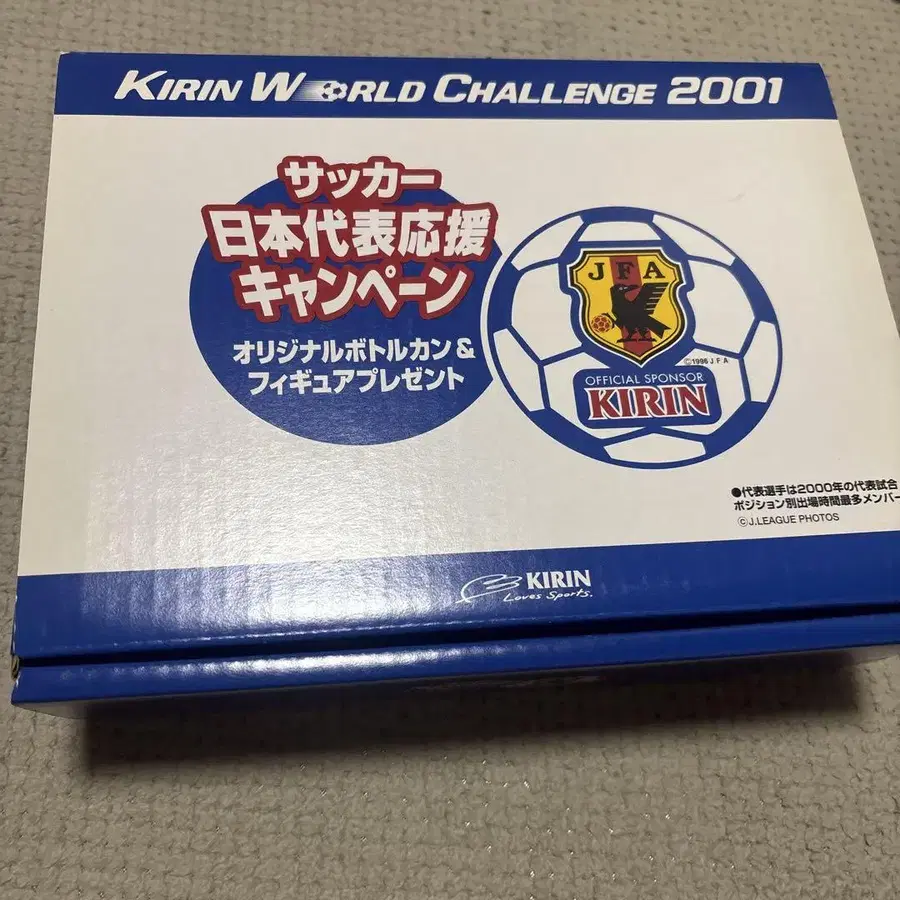 KIRIN WORLD CHALLENGE 2001
サッカー
日本代表応援
キャンペーン
オリジナルボトルカン&
フィギュアプレゼント
JFA
©1996 JFA
OFFICIAL SPONSOR
KIRIN
●代表選手は2000年の代表試合
ポジション別出場時間最多メンバー
©J.LEAGUE PHOTOS
KIRIN
Loves Sports.